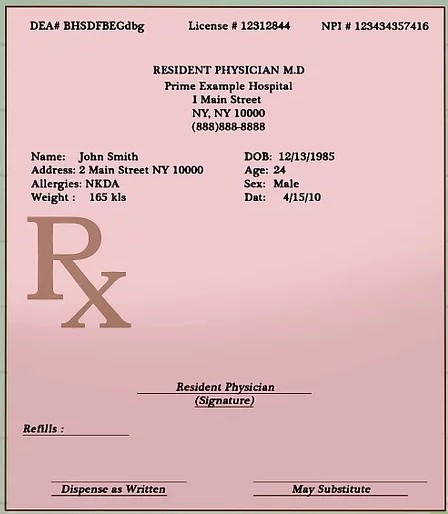 DEA# BHSDFBEGdbg License # 12312844 NPI # 123434357416
RESIDENT PHYSICIAN M.D
Prime Example Hospital
1 Main Street
NY, NY 10000
(888)888-8888
Name: John Smith DOB: 12/13/1985
Address: 2 Main Street NY 10000 Age: 24
Allergies: NKDA Sex: Male
Weight : 165 kls Dat: 4/15/10
Rx
Resident Physician
(Signature)
Refills :
Dispense as Written May Substitute